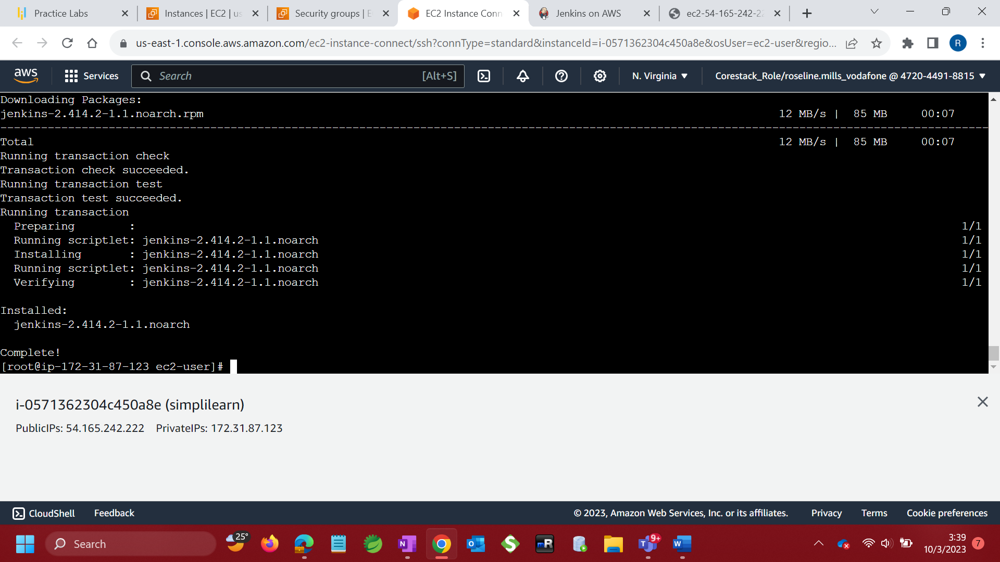 Practice Labs
Instances | EC2 | us
Security groups | E
EC2 Instance Conn
Jenkins on AWS
ec2-54-165-242-22
us-east-1.console.aws.amazon.com/ec2-instance-connect/ssh?connType=standard&instanceId=i-0571362304c450a8e&osUser=ec2-user&regio...
R
aws
Services
Search
[Alt+S]
N. Virginia
Corestack_Role/roseline.mills_vodafone @ 4720-4491-8815
Downloading Packages:
jenkins-2.414.2-1.1.noarch.rpm 12 MB/s | 85 MB 00:07
--------------------------------------------------------------------------------
Total 12 MB/s | 85 MB 00:07
Running transaction check
Transaction check succeeded.
Running transaction test
Transaction test succeeded.
Running transaction
Preparing : 1/1
Running scriptlet: jenkins-2.414.2-1.1.noarch 1/1
Installing : jenkins-2.414.2-1.1.noarch 1/1
Running scriptlet: jenkins-2.414.2-1.1.noarch 1/1
Verifying : jenkins-2.414.2-1.1.noarch 1/1
Installed:
jenkins-2.414.2-1.1.noarch
Complete!
[root@ip-172-31-87-123 ec2-user]#
i-0571362304c450a8e (simplilearn)
PublicIPs: 54.165.242.222 PrivateIPs: 172.31.87.123
CloudShell
Feedback
© 2023, Amazon Web Services, Inc. or its affiliates.
Privacy
Terms
Cookie preferences
Search
25°
N
O
S
mR
T
9+
W
3:39
10/3/2023
7